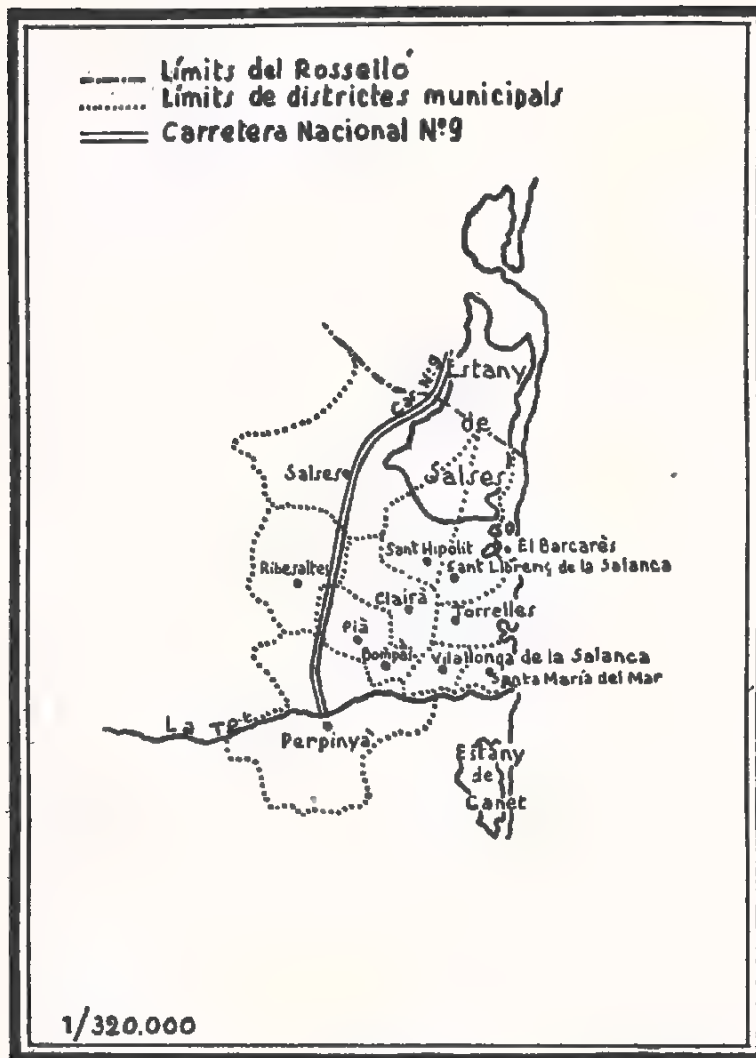 Límits del Rosselló
Límits de districtes municipals
Carretera Nacional Nº9
Estany
de
Salses
Salses
El Barcarès
Sant Hipòlit
Sant Llorenç de la Salanca
Ribesaltes
Clairà
Torrelles
Pià
Bompàs
Vilallonga de la Salanca
Santa María del Mar
La Tet
Perpinyà
Estany
de
Canet
1/320.000